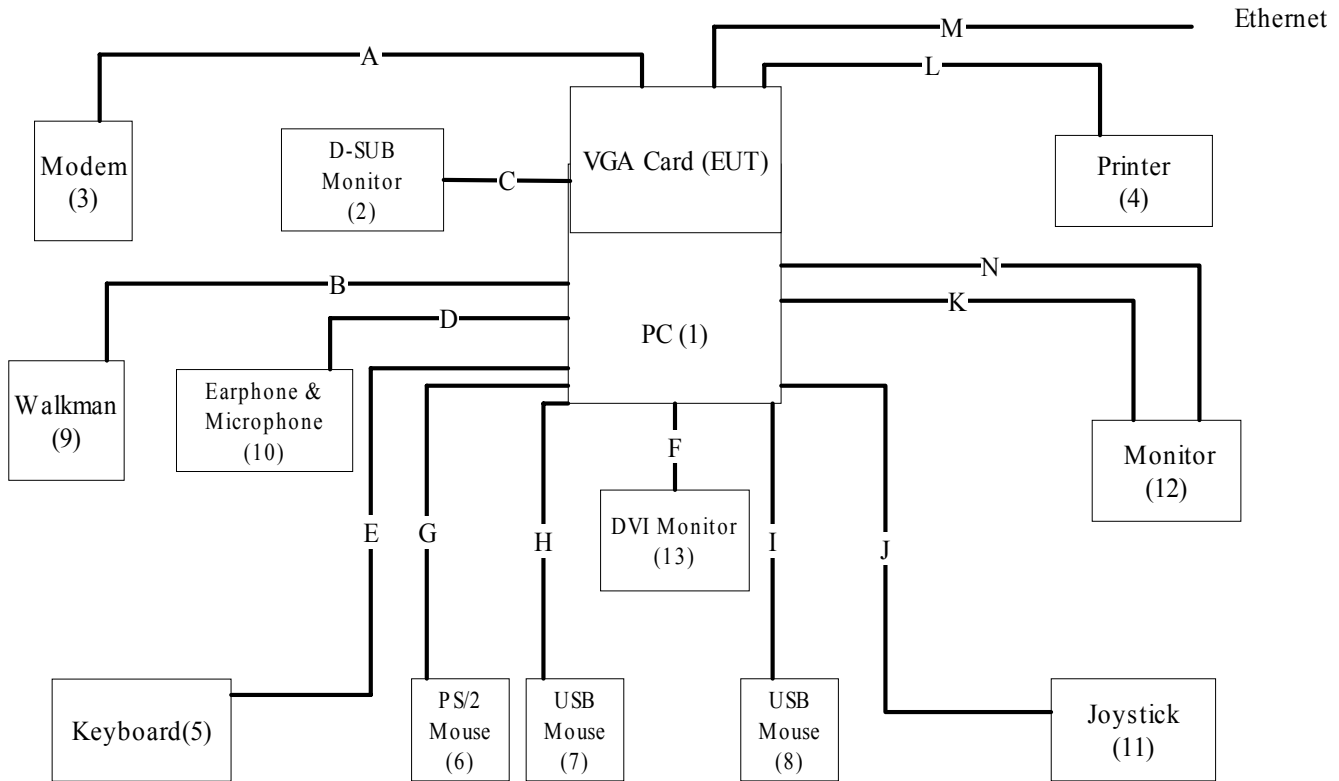 Ethernet
M
A
L
Modem
(3)
D-SUB
Monitor
(2)
C
VGA Card (EUT)
Printer
(4)
B
N
D
K
PC (1)
E
Walkman
(9)
Earphone &
Microphone
(10)
F
Monitor
(12)
G
H
DVI Monitor
(13)
I
J
Keyboard(5)
PS/2
Mouse
(6)
USB
Mouse
(7)
USB
Mouse
(8)
Joystick
(11)